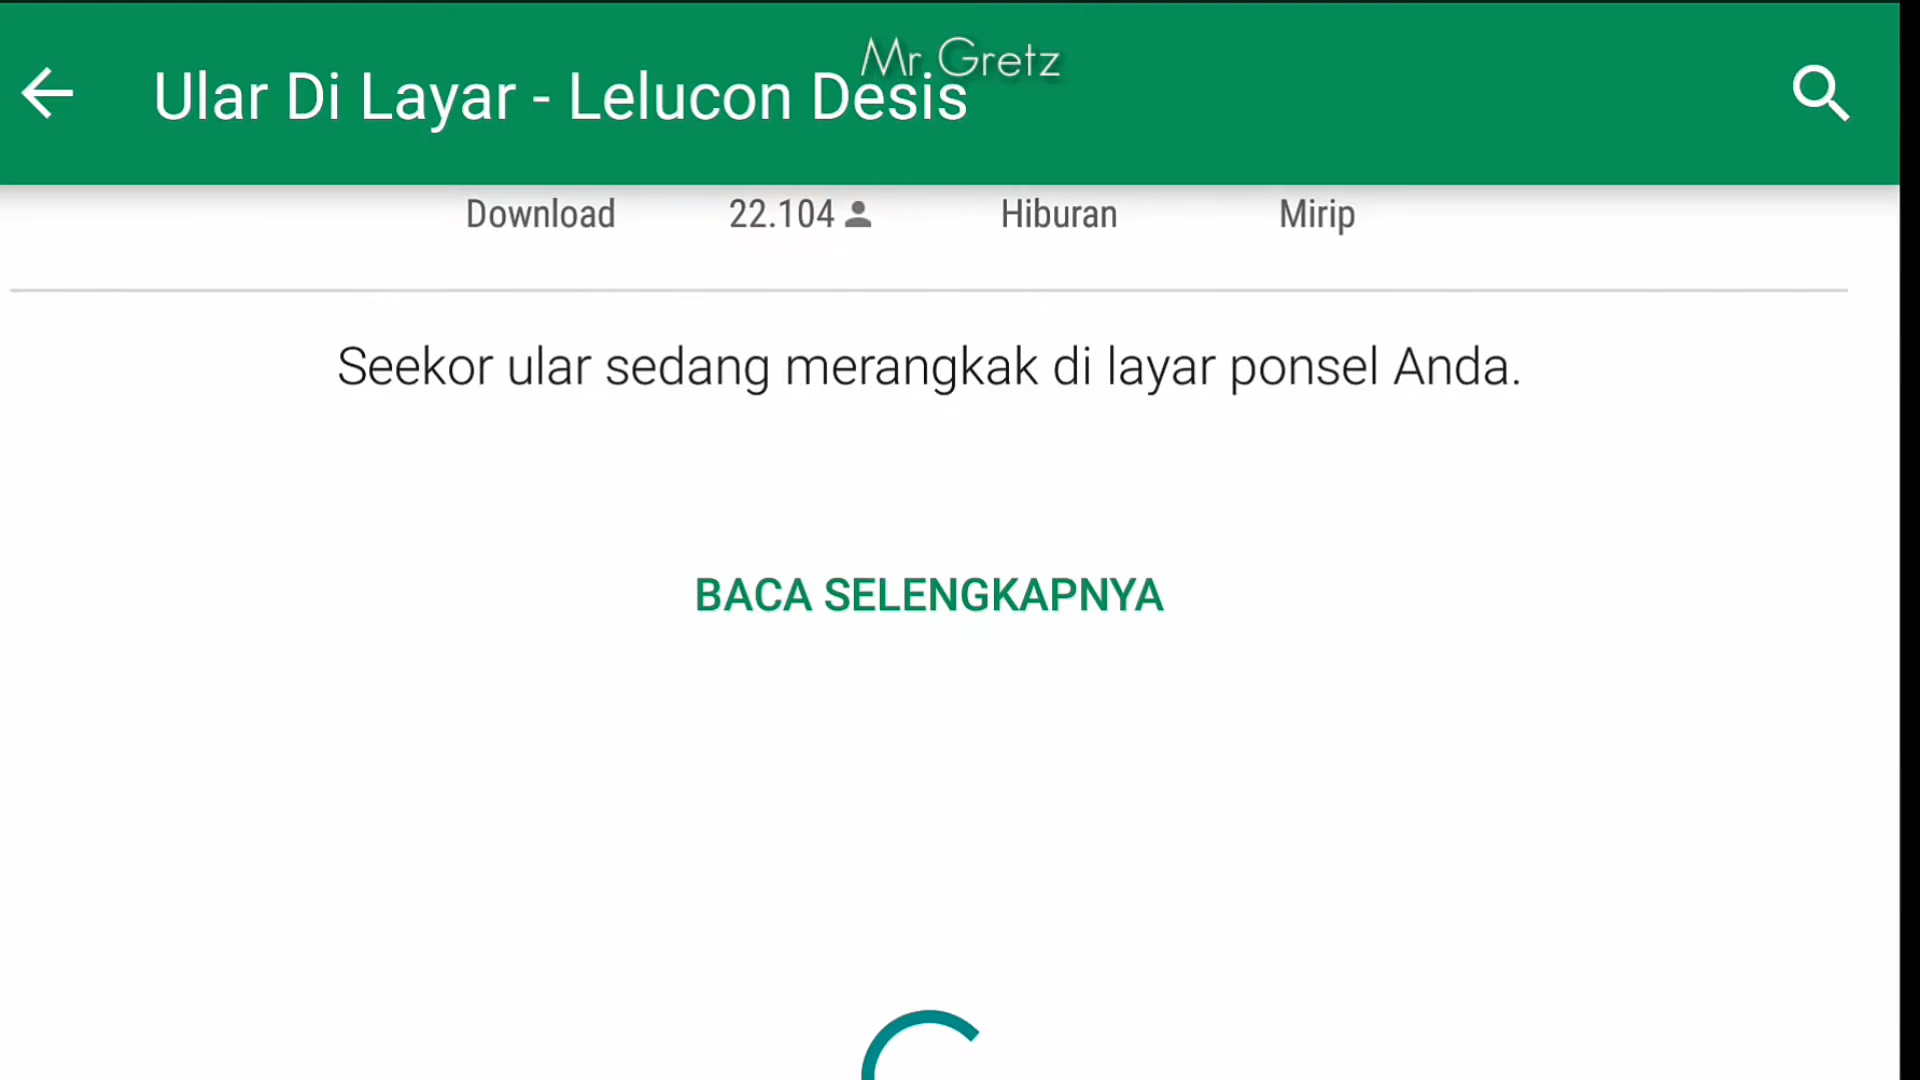 Mr.Gretz
Ular Di Layar - Lelucon Desis
Download 22.104 Hiburan Mirip
Seekor ular sedang merangkak di layar ponsel Anda.
BACA SELENGKAPNYA